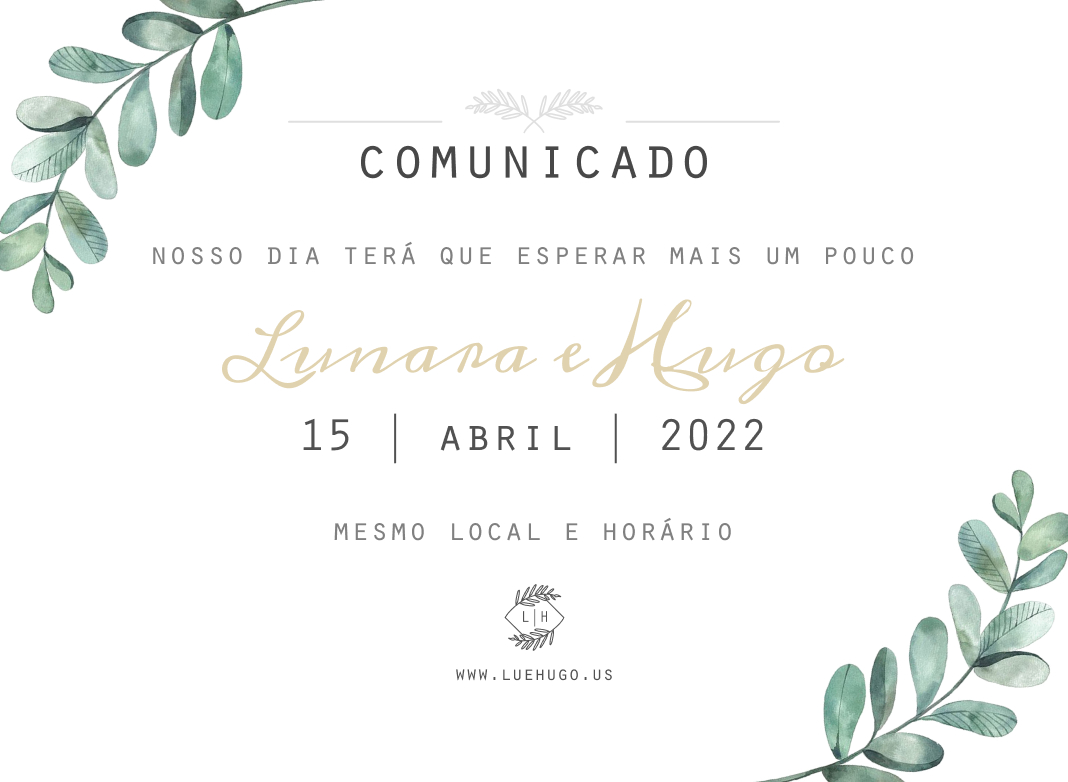 COMUNICADO
NOSSO DIA TERÁ QUE ESPERAR MAIS UM POUCO
Lunara e Hugo
15 | ABRIL | 2022
MESMO LOCAL E HORÁRIO
L|H
WWW.LUEHUGO.US